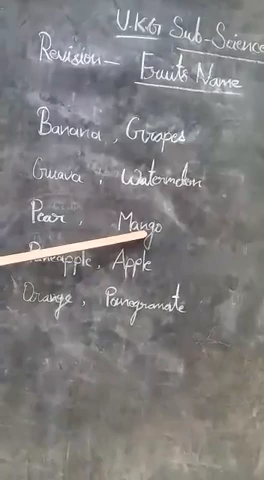 U.K.G Sub-Science
Revision— Fruits Name
Banana, Grapes
Guava, Watermelon
Pear, Mango
Pineapple, Apple
Orange, Pomegranate